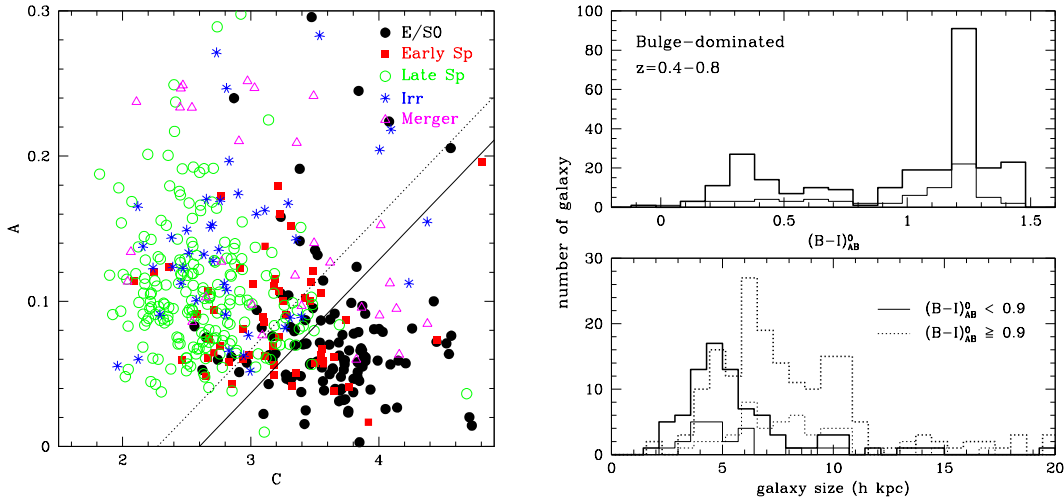 E/S0
Early Sp
Late Sp
Irr
Merger
0.3
0.2
0.1
0
A
2
3
4
C
Bulge-dominated
z=0.4-0.8
100
80
60
40
20
0
0
0.5
1
1.5
(B-I)⁰AB
number of galaxy
(B-I)⁰AB < 0.9
(B-I)⁰AB ≧ 0.9
30
20
10
0
0
5
10
15
20
galaxy size (h kpc)